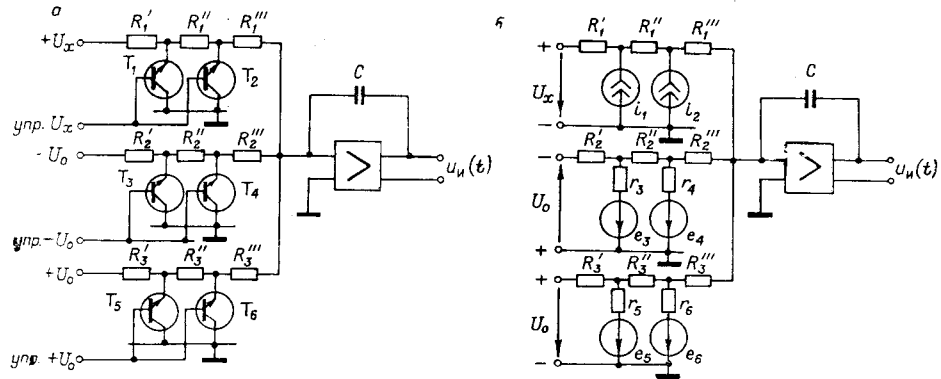 а
R₁′ R₁″ R₁‴
+Uₓ
T₁ T₂
упр. Uₓ
R₂′ R₂″ R₂‴
- U₀
T₃ T₄
упр.-U₀
R₃′ R₃″ R₃‴
+U₀
T₅ T₆
упр. +U₀
C
>
uи(t)
б
R₁′ R₁″ R₁‴
+
Uₓ
i₁ i₂
−
R₂′ R₂″ R₂‴
−
r₃ r₄
U₀
e₃ e₄
+
R₃′ R₃″ R₃‴
+
r₅ r₆
U₀
e₅ e₆
−
C
>
uи(t)